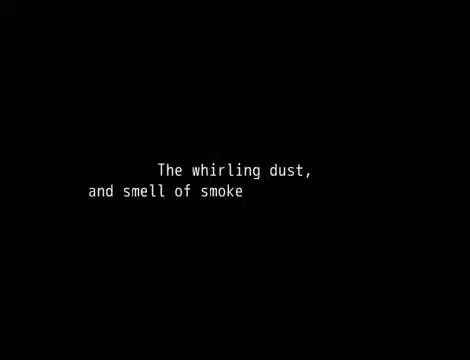 The whirling dust,
and smell of smoke